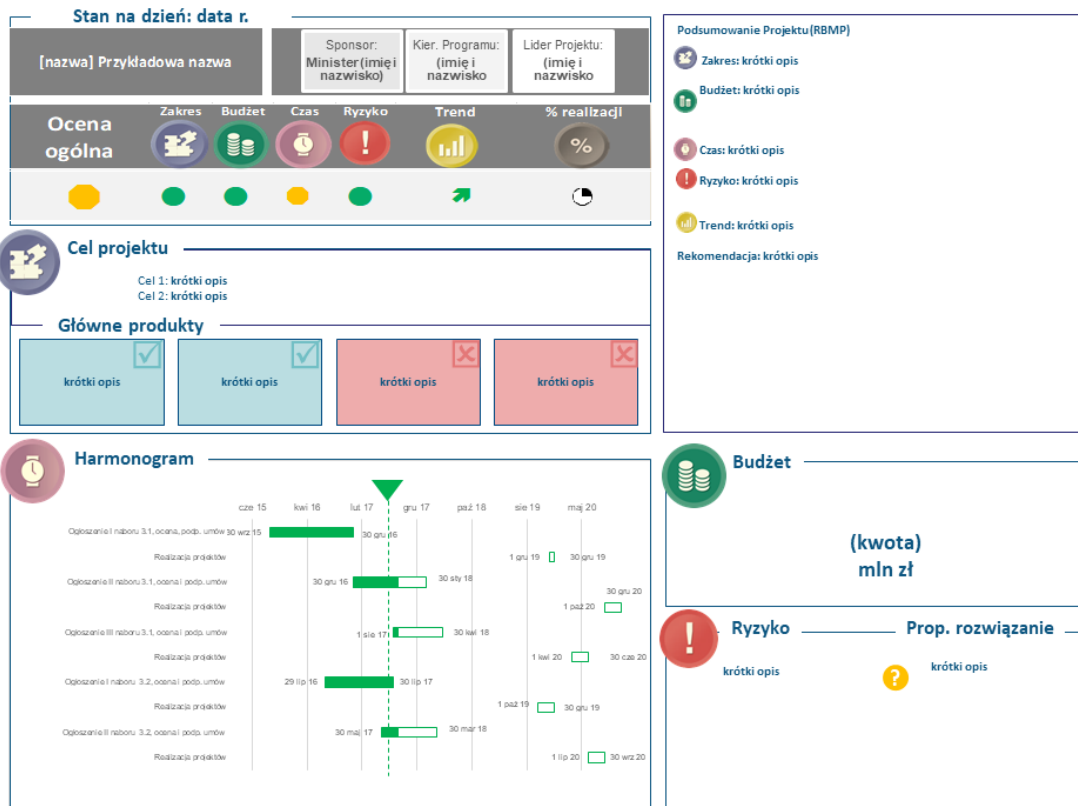 Stan na dzień: data r.
[nazwa] Przykładowa nazwa
Sponsor:
Minister(imię i
nazwisko)
Kier. Programu:
(imię i
nazwisko
Lider Projektu:
(imię i
nazwisko
Ocena
ogólna
Zakres
Budżet
Czas
Ryzyko
Trend
% realizacji
%
Cel projektu
Cel 1: krótki opis
Cel 2: krótki opis
Główne produkty
krótki opis
krótki opis
krótki opis
krótki opis
Harmonogram
cze 15 kwi 16 lut 17 gru 17 paź 18 sie 19 maj 20
Ogłoszenie I naboru 3.1, ocena, podp. umów 30 wrz 15 30 gru 16
Realizacja projektów 1 gru 19 30 gru 19
Ogłoszenie II naboru 3.1, ocena i podp. umów 30 gru 16 30 sty 18
Realizacja projektów 1 paź 20 30 gru 20
Ogłoszenie III naboru 3.1, ocena i podp. umów 1 sie 17 30 kwi 18
Realizacja projektów 1 kwi 20 30 cze 20
Ogłoszenie I naboru 3.2, ocena i podp. umów 29 lip 16 30 lip 17
Realizacja projektów 1 paź 19 30 gru 19
Ogłoszenie II naboru 3.2, ocena i podp. umów 30 maj 17 30 mar 18
Realizacja projektów 1 lip 20 30 wrz 20
Podsumowanie Projektu(RBMP)
Zakres: krótki opis
Budżet: krótki opis
Czas: krótki opis
Ryzyko: krótki opis
Trend: krótki opis
Rekomendacja: krótki opis
Budżet
(kwota)
mln zł
Ryzyko
krótki opis
Prop. rozwiązanie
?
krótki opis